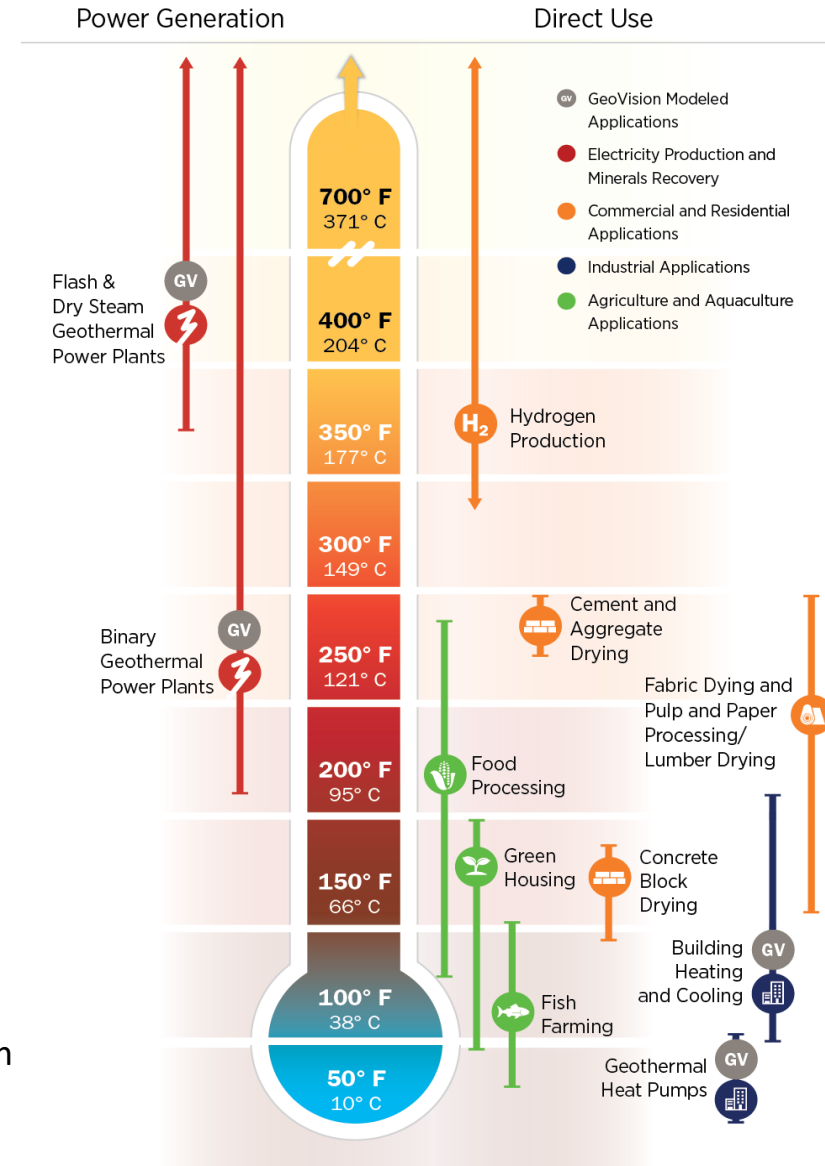 Power Generation
Direct Use
GV
GeoVision Modeled
Applications
Electricity Production and
Minerals Recovery
Commercial and Residential
Applications
Industrial Applications
Agriculture and Aquaculture
Applications
700° F
371° C
Flash &
Dry Steam
Geothermal
Power Plants
GV
400° F
204° C
350° F
177° C
H₂
Hydrogen
Production
300° F
149° C
Binary
Geothermal
Power Plants
GV
250° F
121° C
Cement and
Aggregate
Drying
Fabric Dying and
Pulp and Paper
Processing/
Lumber Drying
200° F
95° C
Food
Processing
150° F
66° C
Green
Housing
Concrete
Block
Drying
Building
Heating
and Cooling
GV
100° F
38° C
Fish
Farming
50° F
10° C
Geothermal
Heat Pumps
GV